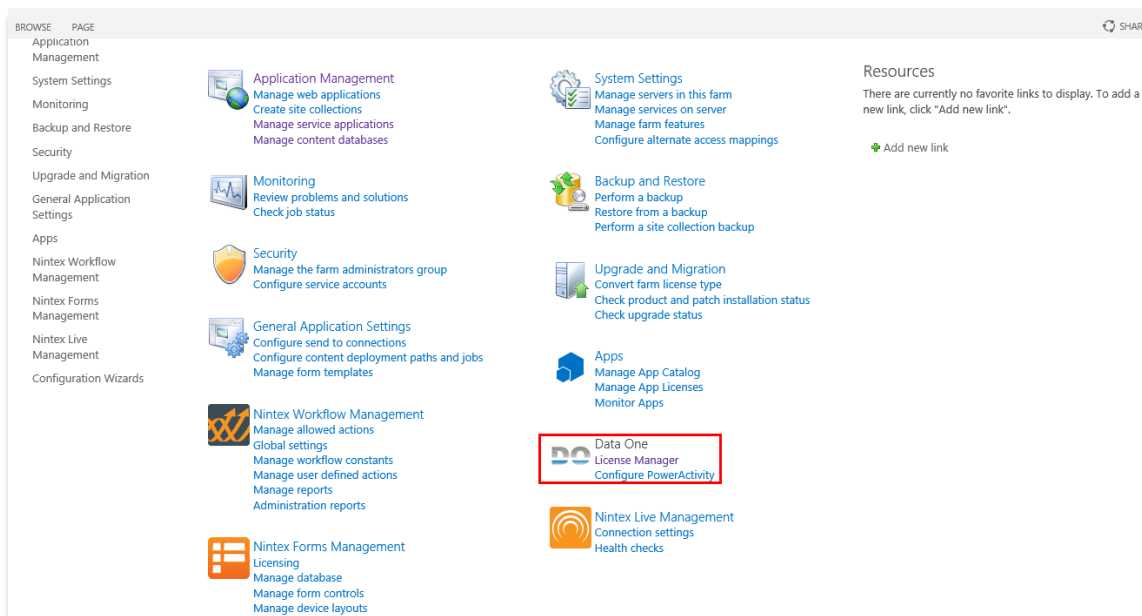 BROWSE PAGE
SHAR
Application
Management
System Settings
Monitoring
Backup and Restore
Security
Upgrade and Migration
General Application
Settings
Apps
Nintex Workflow
Management
Nintex Forms
Management
Nintex Live
Management
Configuration Wizards
Application Management
Manage web applications
Create site collections
Manage service applications
Manage content databases
Monitoring
Review problems and solutions
Check job status
Security
Manage the farm administrators group
Configure service accounts
General Application Settings
Configure send to connections
Configure content deployment paths and jobs
Manage form templates
Nintex Workflow Management
Manage allowed actions
Global settings
Manage workflow constants
Manage user defined actions
Manage reports
Administration reports
Nintex Forms Management
Licensing
Manage database
Manage form controls
Manage device layouts
System Settings
Manage servers in this farm
Manage services on server
Manage farm features
Configure alternate access mappings
Backup and Restore
Perform a backup
Restore from a backup
Perform a site collection backup
Upgrade and Migration
Convert farm license type
Check product and patch installation status
Check upgrade status
Apps
Manage App Catalog
Manage App Licenses
Monitor Apps
DO
Data One
License Manager
Configure PowerActivity
Nintex Live Management
Connection settings
Health checks
Resources
There are currently no favorite links to display. To add a
new link, click "Add new link".
Add new link